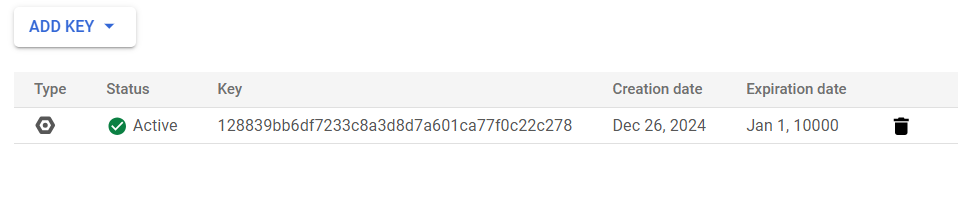 ADD KEY
Type Status Key Creation date Expiration date
Active 128839bb6df7233c8a3d8d7a601ca77f0c22c278 Dec 26, 2024 Jan 1, 10000